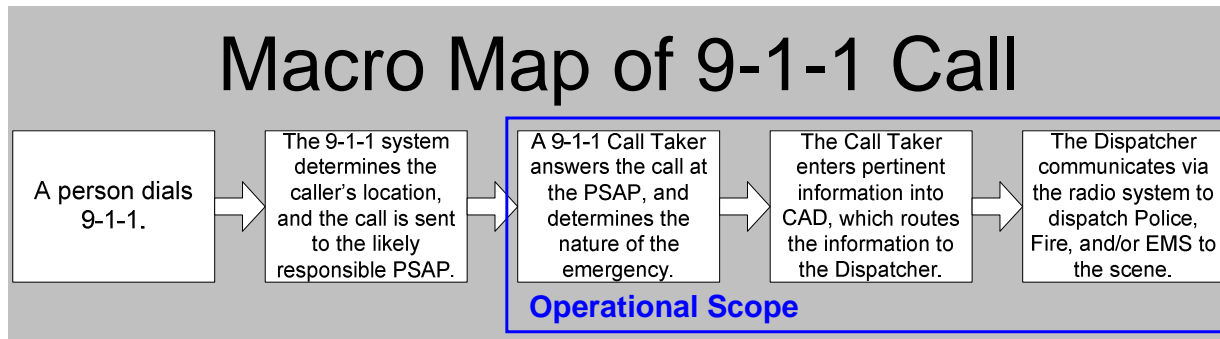 Macro Map of 9-1-1 Call
A person dials
9-1-1.
The 9-1-1 system
determines the
caller's location,
and the call is sent
to the likely
responsible PSAP.
A 9-1-1 Call Taker
answers the call at
the PSAP, and
determines the
nature of the
emergency.
The Call Taker
enters pertinent
information into
CAD, which routes
the information to
the Dispatcher.
The Dispatcher
communicates via
the radio system to
dispatch Police,
Fire, and/or EMS to
the scene.
Operational Scope